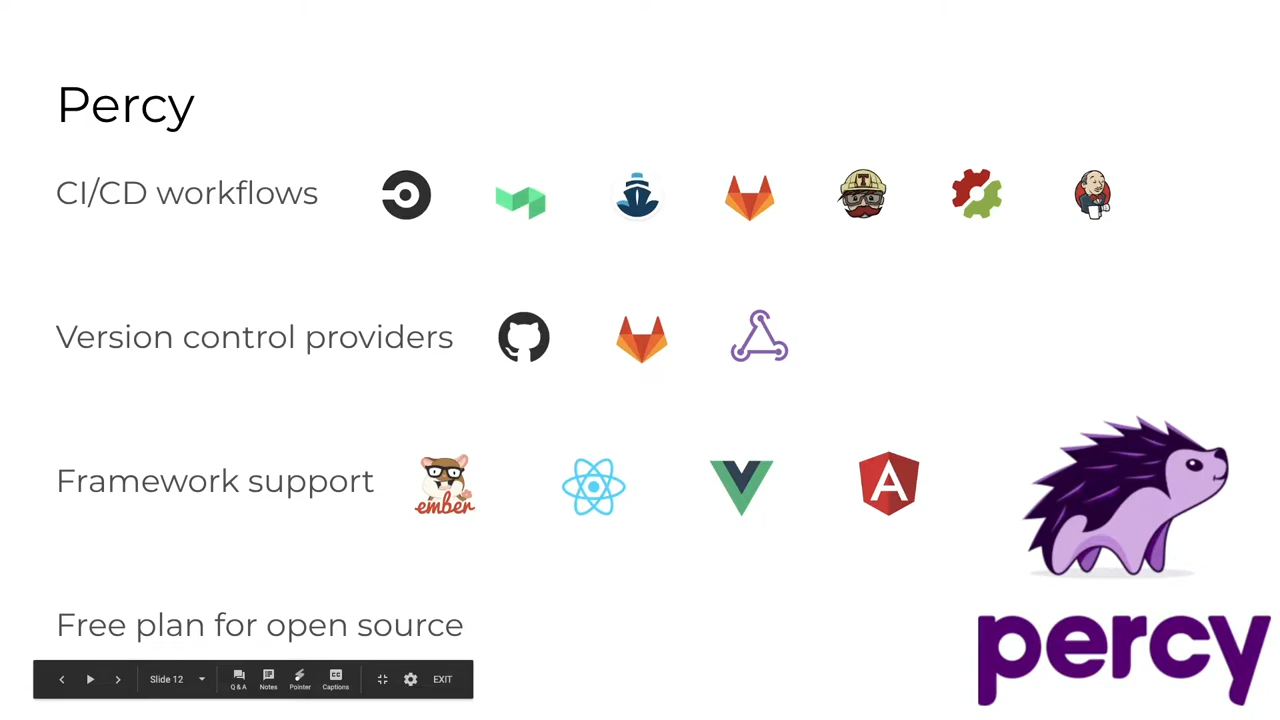 Percy
CI/CD workflows
T
Version control providers
Framework support
ember
A
Free plan for open source
percy
Slide 12
Q & A
Notes
Pointer
CC
Captions
EXIT